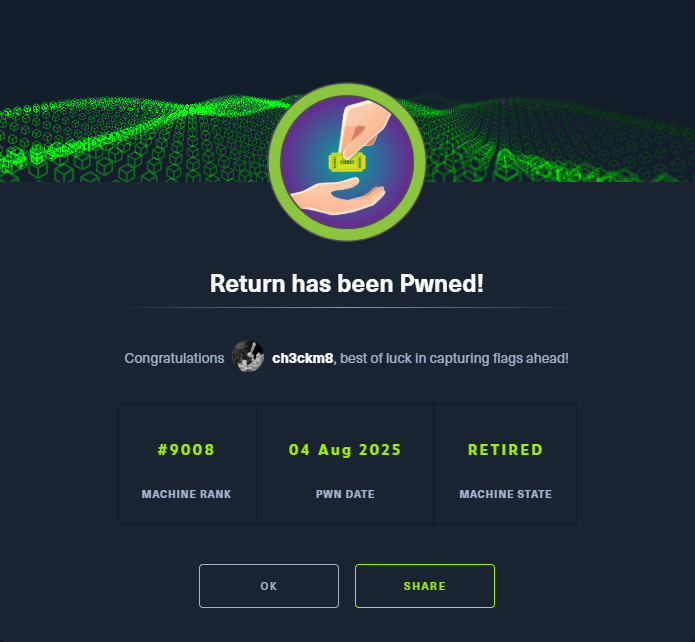 Return has been Pwned!
Congratulations ch3ckm8, best of luck in capturing flags ahead!
#9008 04 Aug 2025 RETIRED
MACHINE RANK PWN DATE MACHINE STATE
OK SHARE